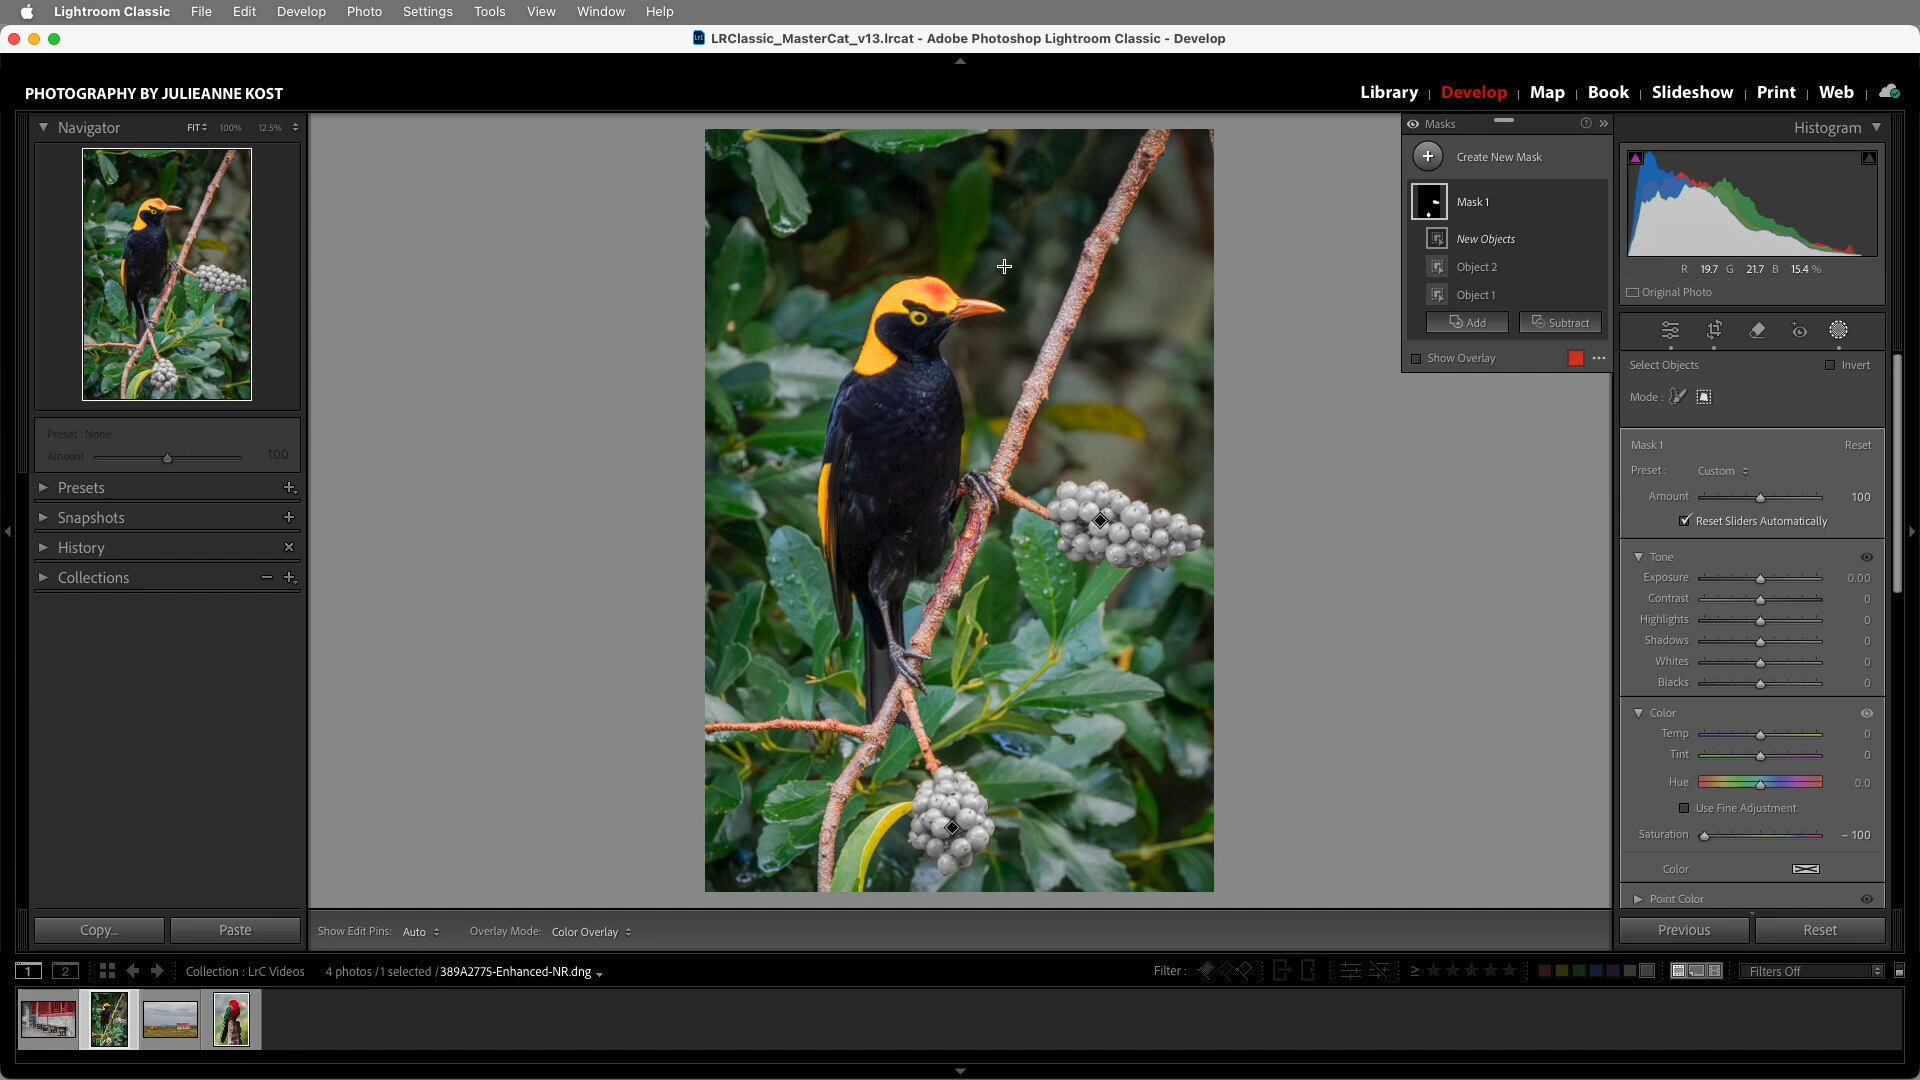 Lightroom Classic File Edit Develop Photo Settings Tools View Window Help
LrC LRClassic_MasterCat_v13.lrcat - Adobe Photoshop Lightroom Classic - Develop
PHOTOGRAPHY BY JULIEANNE KOST
Library | Develop | Map | Book | Slideshow | Print | Web
Navigator FIT 100% 12.5%
Preset : None
Amount 100
Presets
Snapshots
History
Collections
Copy... Paste
Masks
Create New Mask
Mask 1
New Objects
Object 2
Object 1
Add Subtract
Show Overlay
Show Edit Pins: Auto Overlay Mode: Color Overlay
Histogram
R 19.7 G 21.7 B 15.4 %
Original Photo
Select Objects Invert
Mode :
Mask 1 Reset
Preset : Custom
Amount 100
Reset Sliders Automatically
Tone
Exposure 0.00
Contrast 0
Highlights 0
Shadows 0
Whites 0
Blacks 0
Color
Temp 0
Tint 0
Hue 0.0
Use Fine Adjustment
Saturation – 100
Color
Point Color
Previous Reset
1 2 Collection : LrC Videos 4 photos / 1 selected / 389A2775-Enhanced-NR.dng Filter : ≥ Filters Off